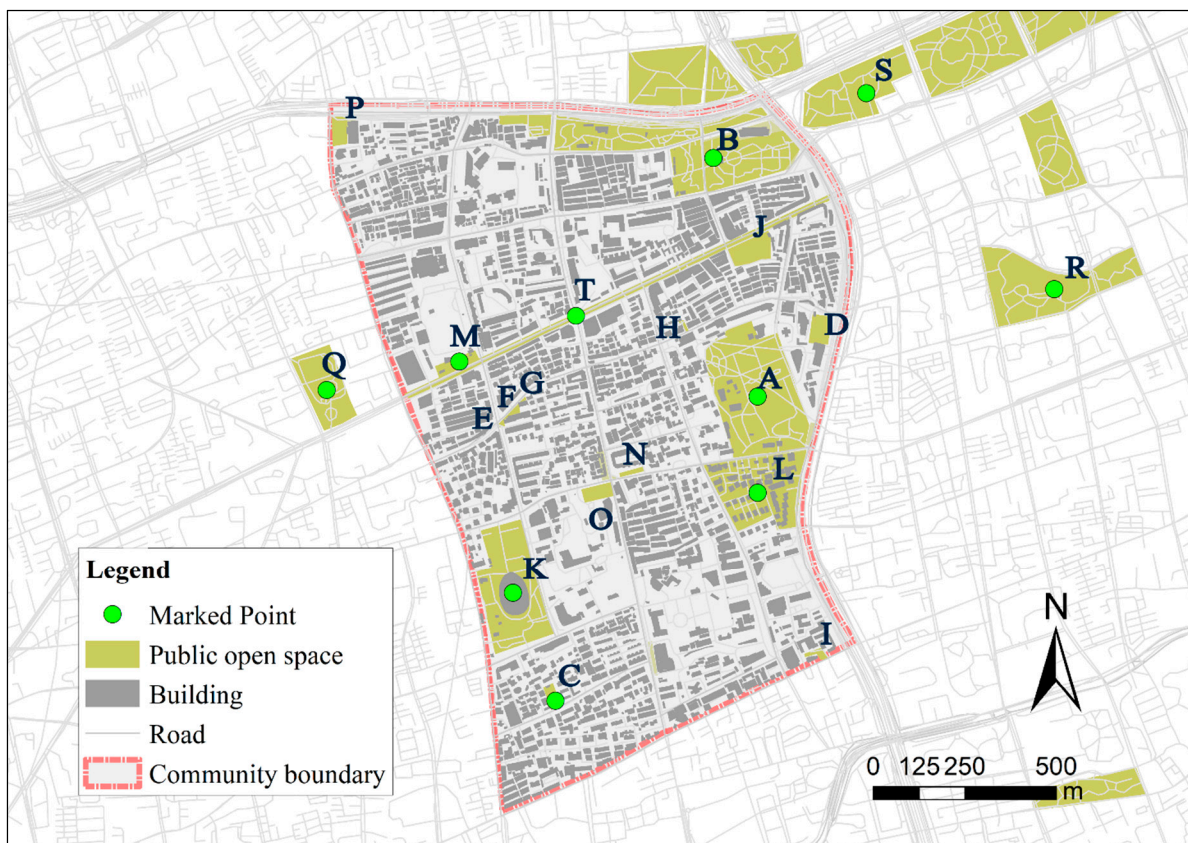 S
P
B
J
R
T
H
D
M
Q
A
F G
E
N
L
O
K
I
C
Legend
Marked Point
Public open space
Building
Road
Community boundary
N
0 125 250 500
m